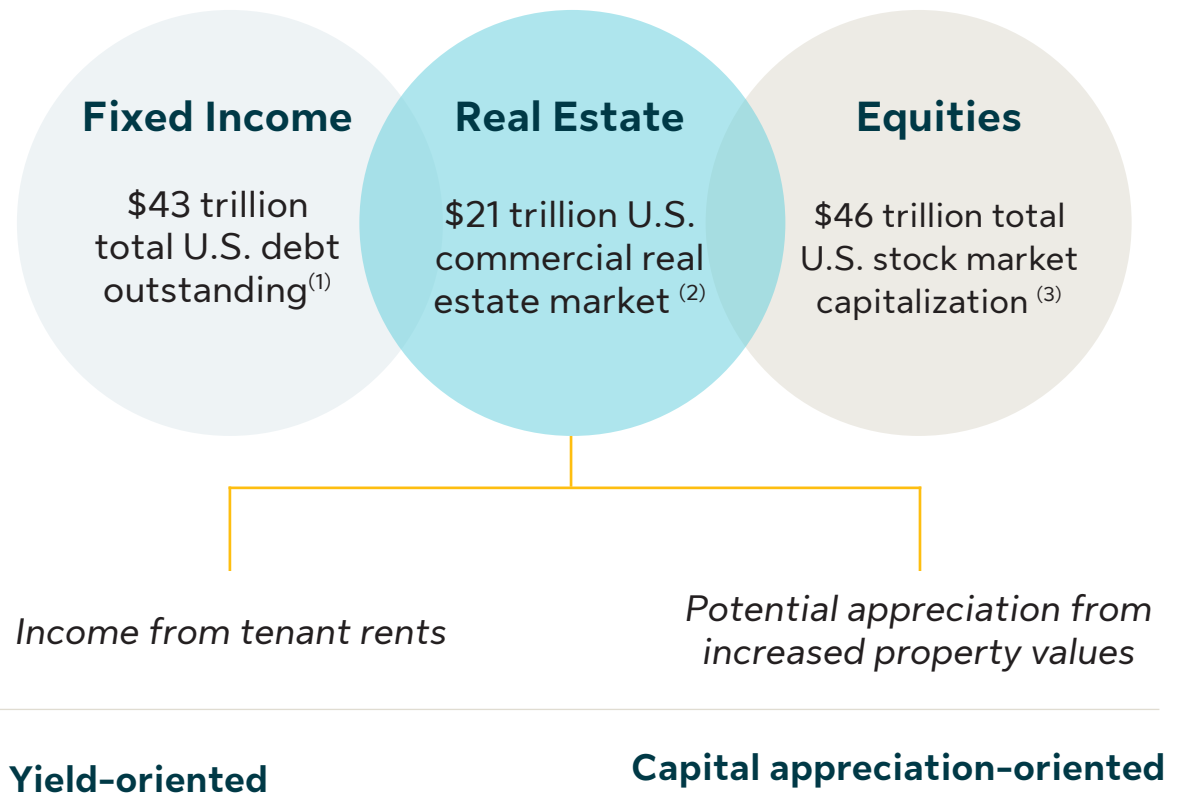 Fixed Income
$43 trillion
total U.S. debt
outstanding(1)
Real Estate
$21 trillion U.S.
commercial real
estate market (2)
Equities
$46 trillion total
U.S. stock market
capitalization (3)
Income from tenant rents
Potential appreciation from
increased property values
Yield-oriented
Capital appreciation-oriented